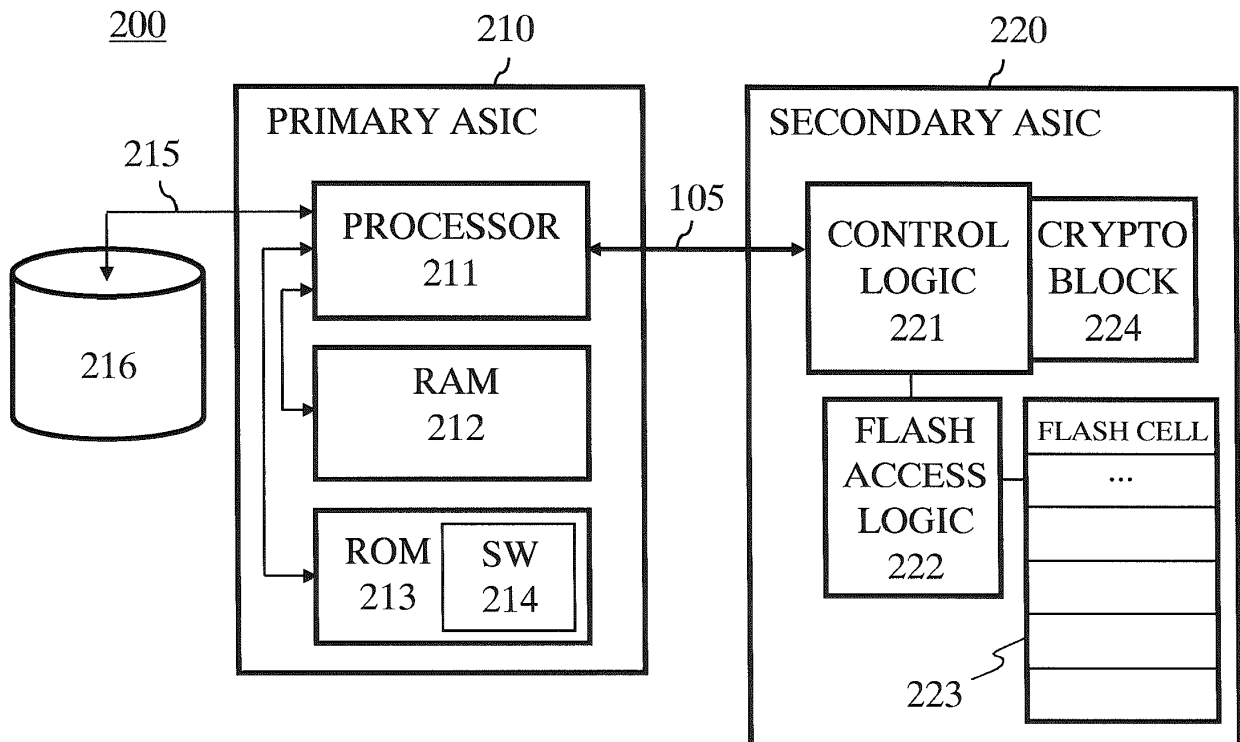 200
210
220
PRIMARY ASIC
SECONDARY ASIC
215
105
PROCESSOR
211
CONTROL
LOGIC
221
CRYPTO
BLOCK
224
216
RAM
212
FLASH
ACCESS
LOGIC
222
FLASH CELL
...
ROM
213
SW
214
223